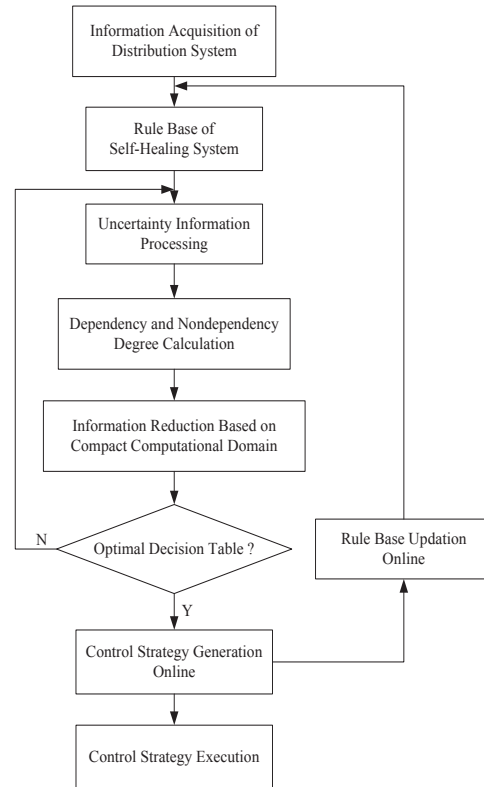 Information Acquisition of
Distribution System
Rule Base of
Self-Healing System
Uncertainty Information
Processing
Dependency and Nondependency
Degree Calculation
Information Reduction Based on
Compact Computational Domain
N
Optimal Decision Table ?
Rule Base Updation
Online
Y
Control Strategy Generation
Online
Control Strategy Execution